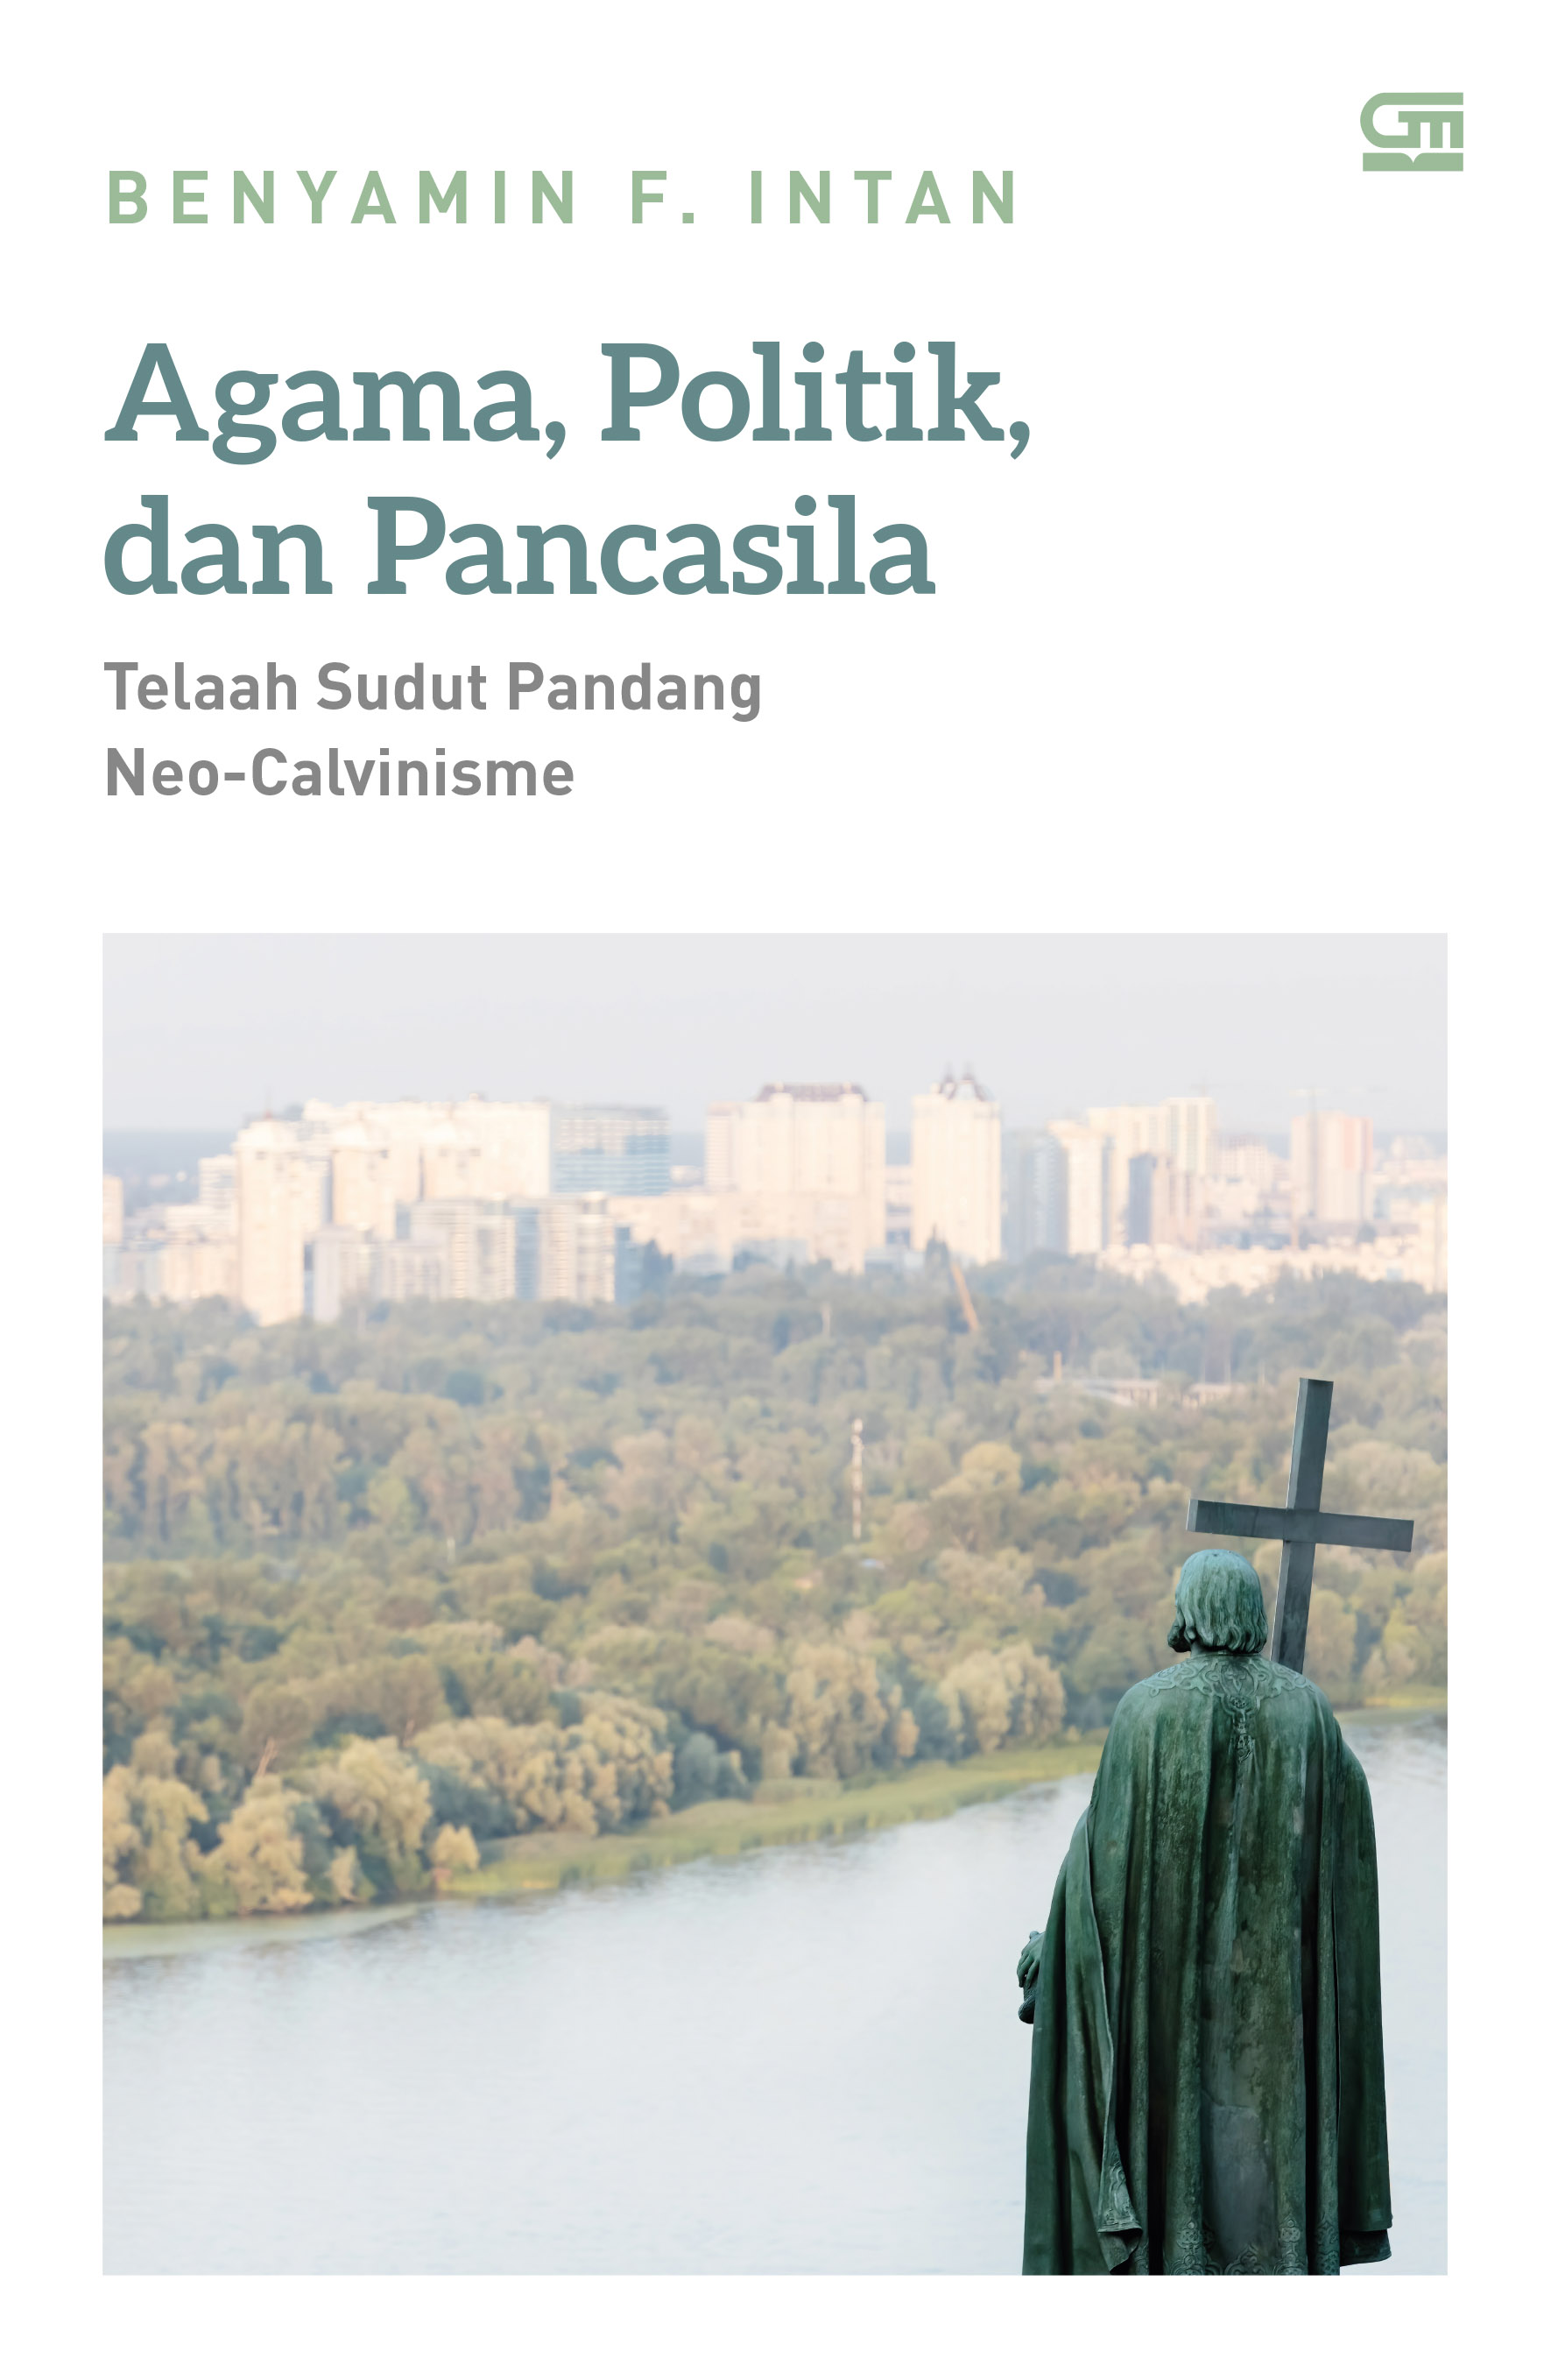 BENYAMIN F. INTAN
Agama, Politik,
dan Pancasila
Telaah Sudut Pandang
Neo-Calvinisme